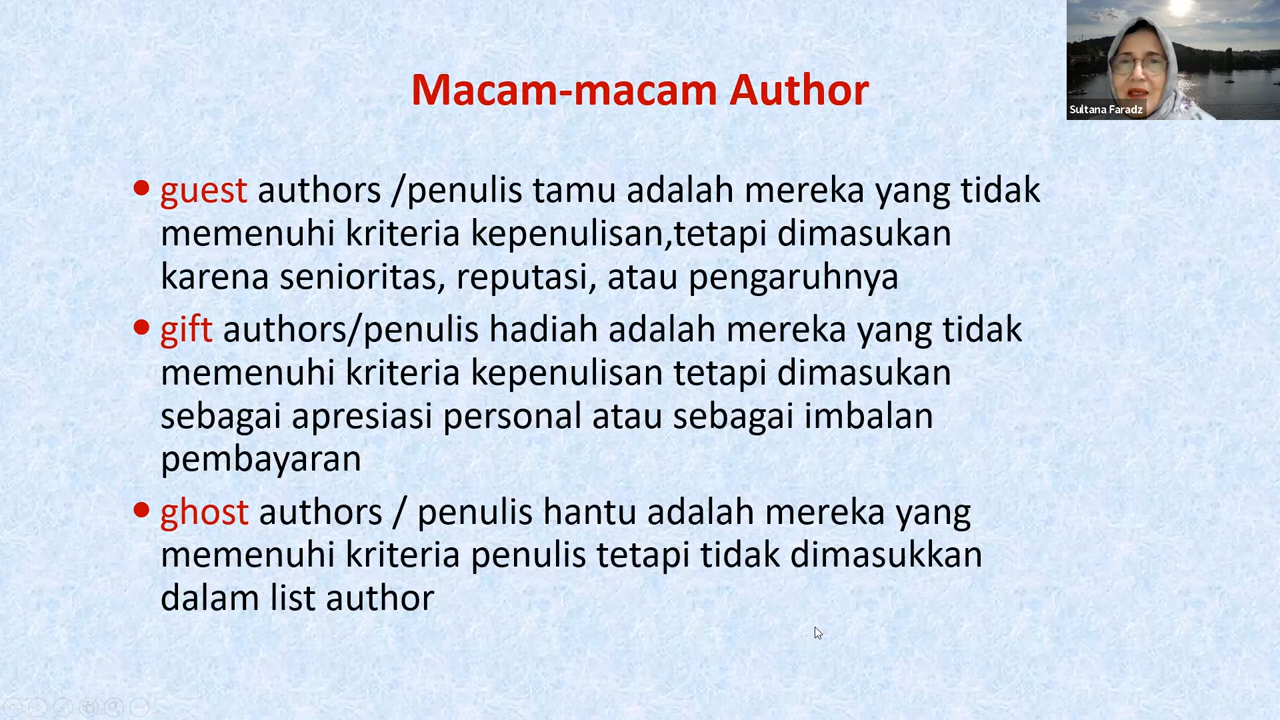 Macam-macam Author
Sultana Faradz
• guest authors /penulis tamu adalah mereka yang tidak
memenuhi kriteria kepenulisan,tetapi dimasukan
karena senioritas, reputasi, atau pengaruhnya
• gift authors/penulis hadiah adalah mereka yang tidak
memenuhi kriteria kepenulisan tetapi dimasukan
sebagai apresiasi personal atau sebagai imbalan
pembayaran
• ghost authors / penulis hantu adalah mereka yang
memenuhi kriteria penulis tetapi tidak dimasukkan
dalam list author